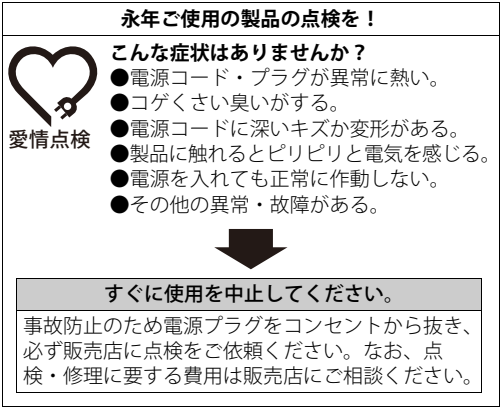 永年ご使用の製品の点検を！
こんな症状はありませんか？
●電源コード・プラグが異常に熱い。
●コゲくさい臭いがする。
●電源コードに深いキズか変形がある。
●製品に触れるとピリピリと電気を感じる。
●電源を入れても正常に作動しない。
●その他の異常・故障がある。
愛情点検
すぐに使用を中止してください。
事故防止のため電源プラグをコンセントから抜き、
必ず販売店に点検をご依頼ください。なお、点
検・修理に要する費用は販売店にご相談ください。